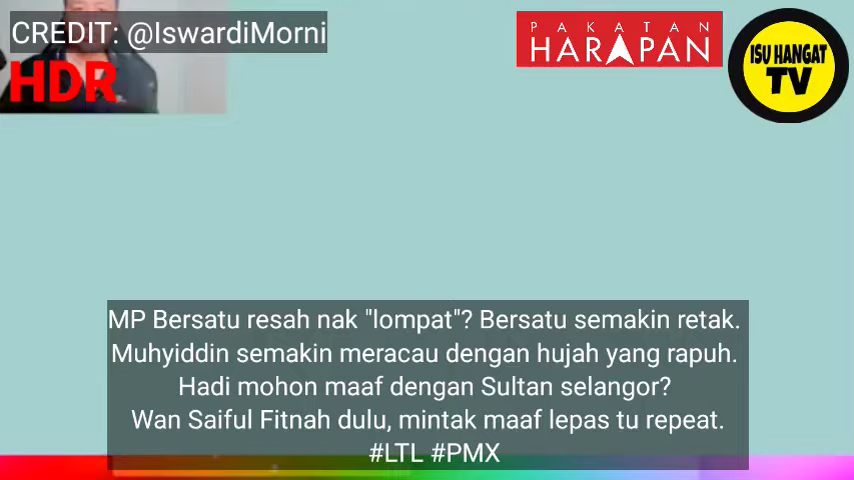 CREDIT: @IswardiMorni
HDR
PAKATAN
HARAPAN
ISU HANGAT
TV
MP Bersatu resah nak "lompat"? Bersatu semakin retak.
Muhyiddin semakin meracau dengan hujah yang rapuh.
Hadi mohon maaf dengan Sultan selangor?
Wan Saiful Fitnah dulu, mintak maaf lepas tu repeat.
#LTL #PMX